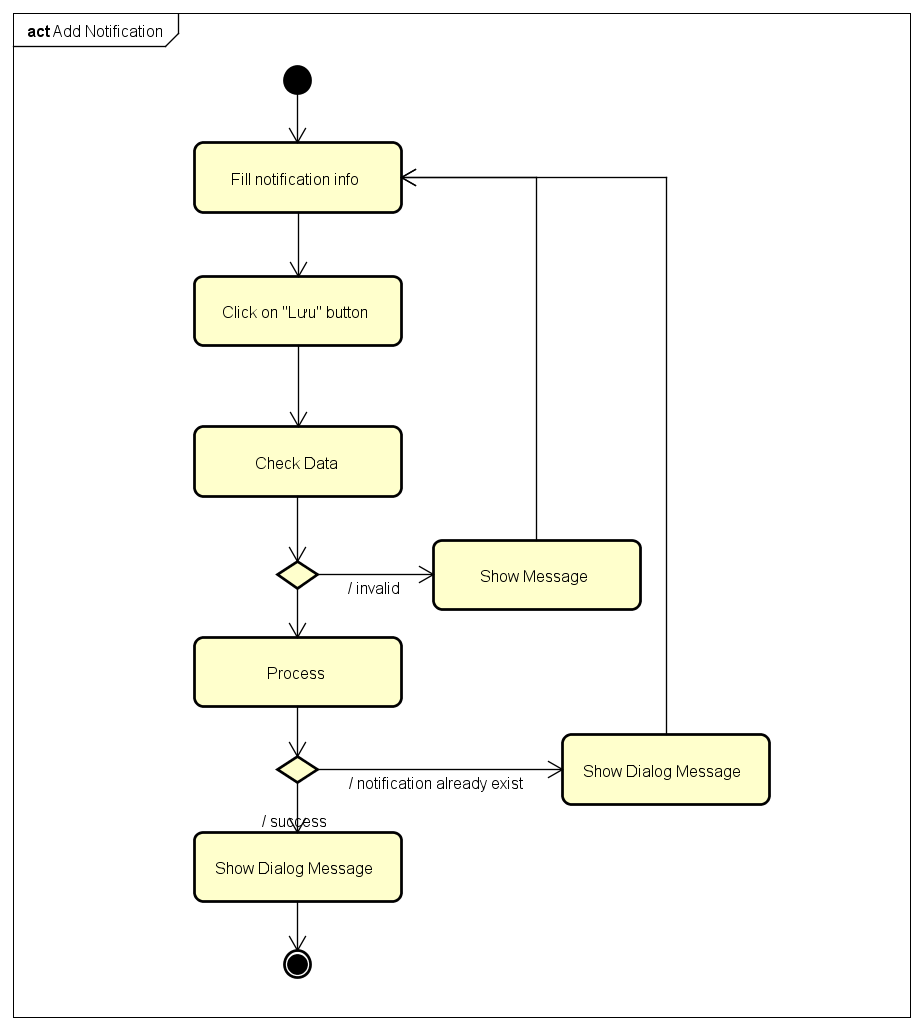 act Add Notification
Fill notification info
Click on "Lưu" button
Check Data
/ invalid
Show Message
Process
/ notification already exist
Show Dialog Message
/ success
Show Dialog Message